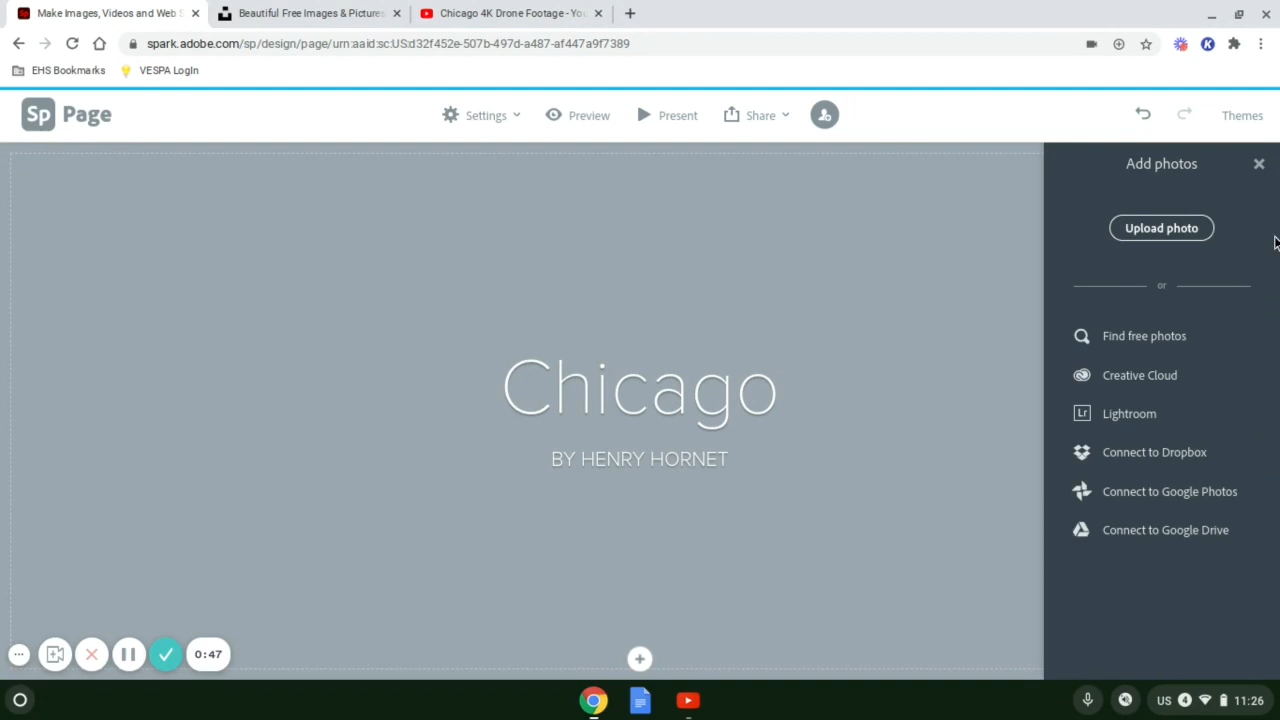 Make Images, Videos and Web S
Beautiful Free Images & Pictures
Chicago 4K Drone Footage - You
spark.adobe.com/sp/design/page/urn:aaid:sc:US:d32f452e-507b-497d-a487-af447a9f7389
EHS Bookmarks
VESPA LogIn
Sp Page
Settings
Preview
Present
Share
Themes
Add photos
Upload photo
or
Find free photos
Creative Cloud
Lr Lightroom
Connect to Dropbox
Connect to Google Photos
Connect to Google Drive
Chicago
BY HENRY HORNET
0:47
US 4 11:26